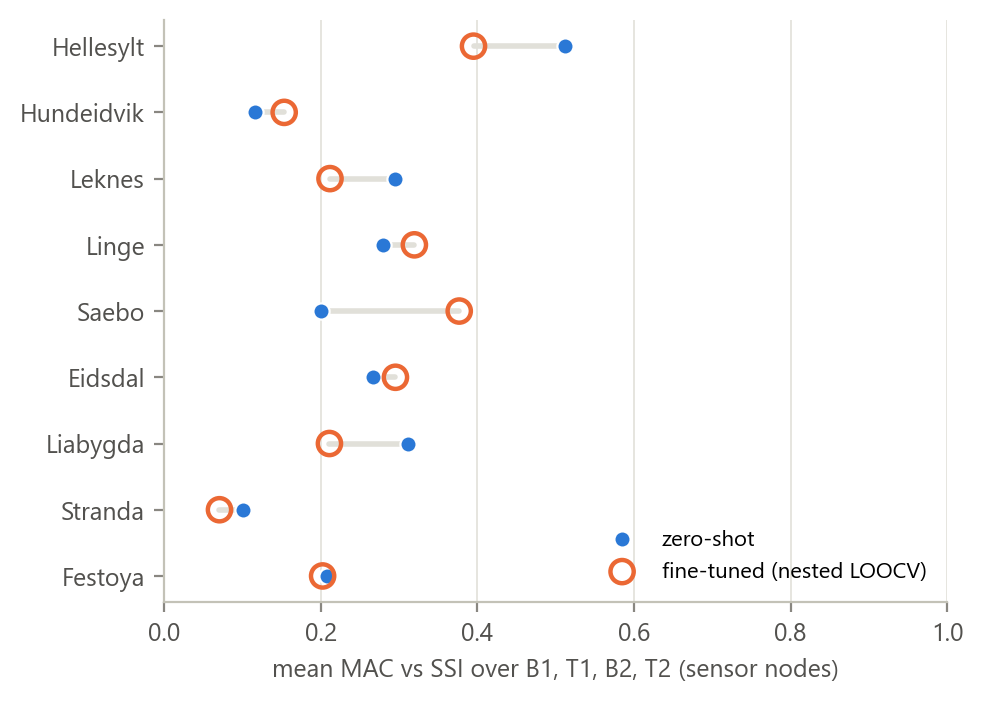 Hellesylt
Hundeidvik
Leknes
Linge
Saebo
Eidsdal
Liabygda
Stranda
Festoya
zero-shot
fine-tuned (nested LOOCV)
0.0 0.2 0.4 0.6 0.8 1.0
mean MAC vs SSI over B1, T1, B2, T2 (sensor nodes)